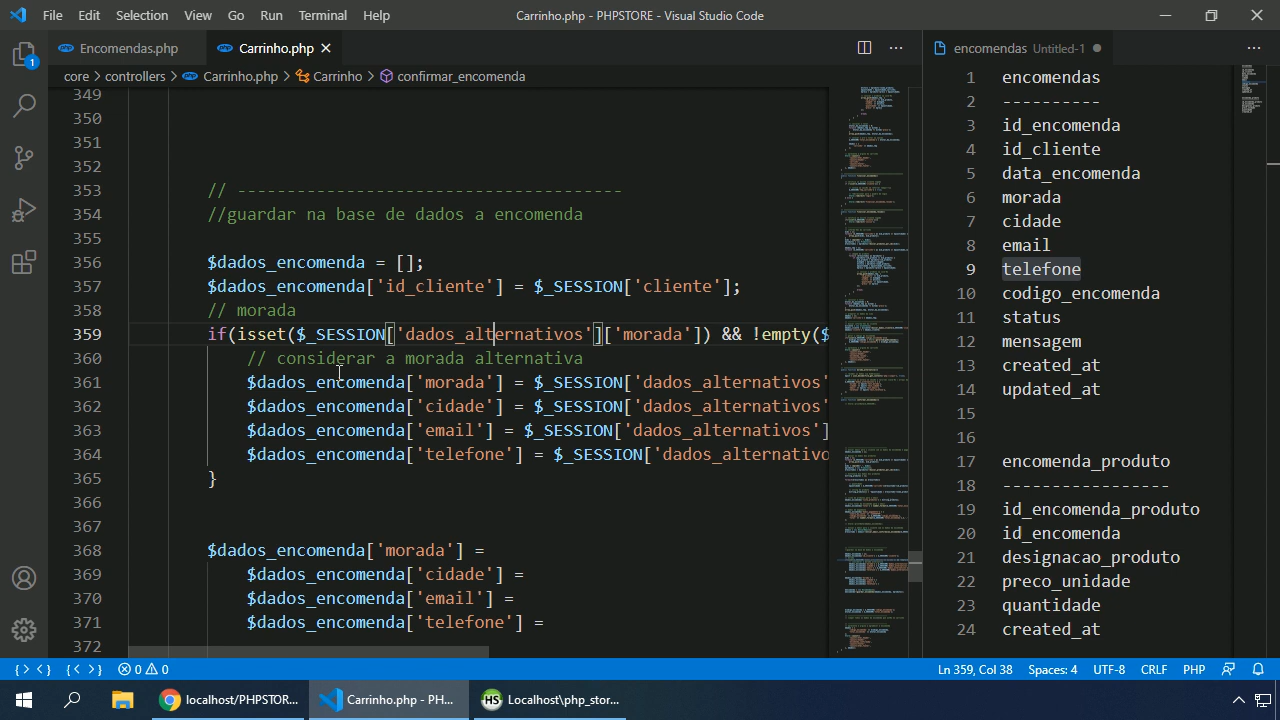 File Edit Selection View Go Run Terminal Help Carrinho.php - PHPSTORE - Visual Studio Code
Encomendas.php Carrinho.php
core > controllers > Carrinho.php > Carrinho > confirmar_encomenda
349
350
351
352
353 // ---------------------------------------
354 //guardar na base de dados a encomenda
355
356 $dados_encomenda = [];
357 $dados_encomenda['id_cliente'] = $_SESSION['cliente'];
358 // morada
359 if(isset($_SESSION['dados_alternativos']['morada']) && !empty($
360 // considerar a morada alternativa
361 $dados_encomenda['morada'] = $_SESSION['dados_alternativos'
362 $dados_encomenda['cidade'] = $_SESSION['dados_alternativos'
363 $dados_encomenda['email'] = $_SESSION['dados_alternativos']
364 $dados_encomenda['telefone'] = $_SESSION['dados_alternativo
365 }
366
367
368 $dados_encomenda['morada'] =
369 $dados_encomenda['cidade'] =
370 $dados_encomenda['email'] =
371 $dados_encomenda['telefone'] =
372
encomendas Untitled-1
1 encomendas
2 ----------
3 id_encomenda
4 id_cliente
5 data_encomenda
6 morada
7 cidade
8 email
9 telefone
10 codigo_encomenda
11 status
12 mensagem
13 created_at
14 updated_at
15
16
17 encomenda_produto
18 -----------------
19 id_encomenda_produto
20 id_encomenda
21 designacao_produto
22 preco_unidade
23 quantidade
24 created_at
1
0 0 Ln 359, Col 38 Spaces: 4 UTF-8 CRLF PHP
localhost/PHPSTOR... Carrinho.php - PH... HS Localhost\php_stor...